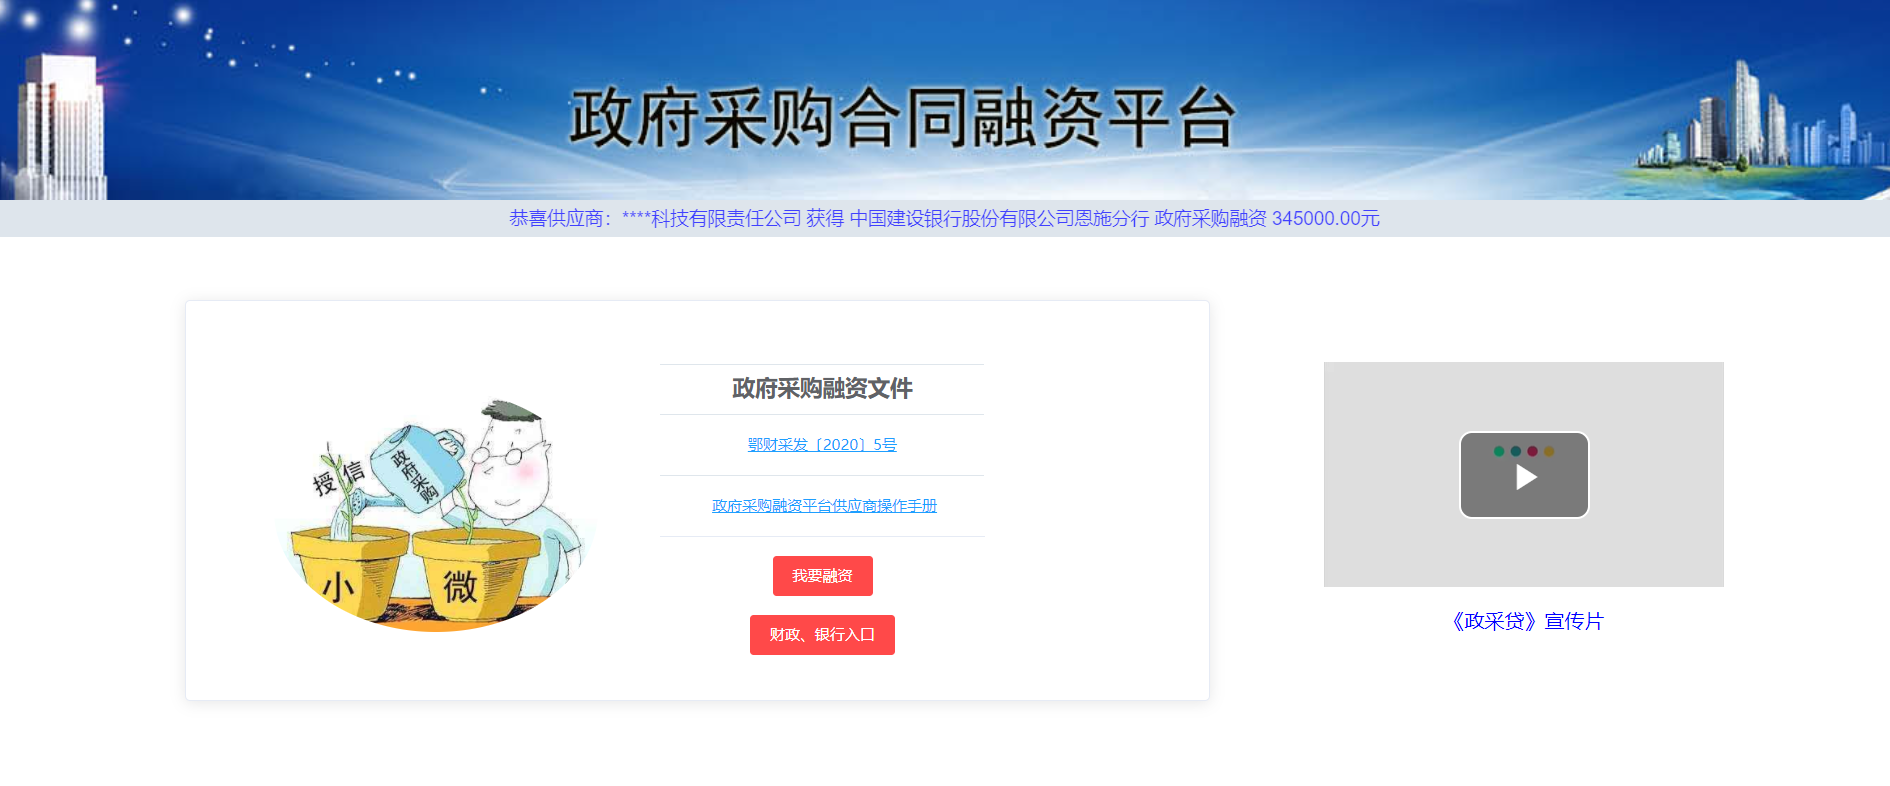 政府采购合同融资平台
恭喜供应商：****科技有限责任公司 获得 中国建设银行股份有限公司恩施分行 政府采购融资 345000.00元
政府采购融资文件
鄂财采发〔2020〕5号
政府采购融资平台供应商操作手册
我要融资
财政、银行入口
授信
政府采购
小
微
《政采贷》宣传片